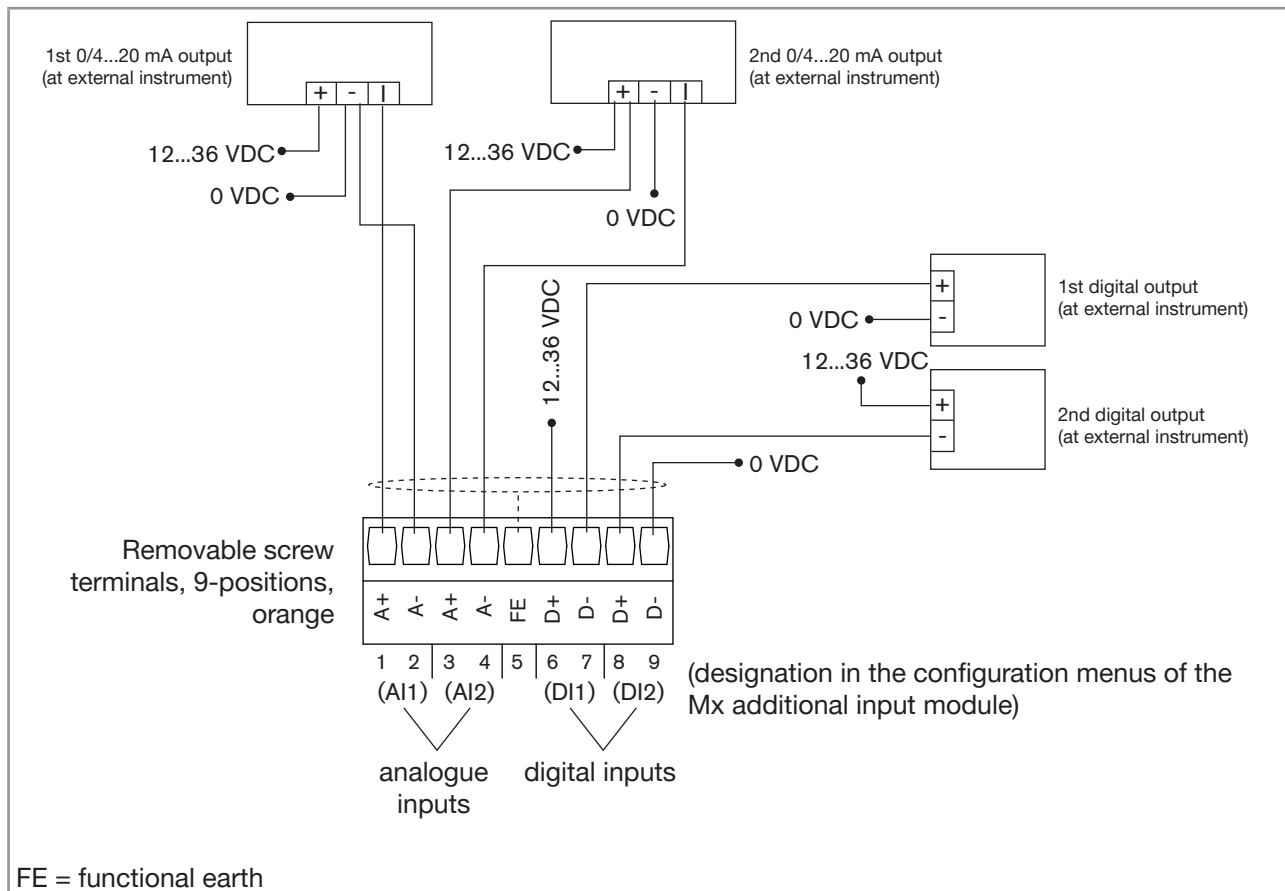 1st 0/4...20 mA output
(at external instrument)
+ - I
12...36 VDC
0 VDC
2nd 0/4...20 mA output
(at external instrument)
+ - I
12...36 VDC
0 VDC
12...36 VDC
1st digital output
(at external instrument)
+
-
0 VDC
12...36 VDC
2nd digital output
(at external instrument)
+
-
0 VDC
Removable screw
terminals, 9-positions,
orange
A+ A- A+ A- FE D+ D- D+ D-
1 2 3 4 5 6 7 8 9
(AI1) (AI2) (DI1) (DI2)
(designation in the configuration menus of the
Mx additional input module)
analogue
inputs
digital inputs
FE = functional earth